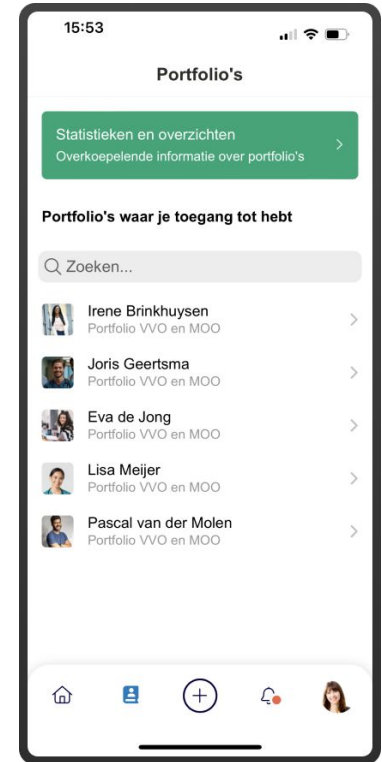 15:53
Portfolio's
Statistieken en overzichten
Overkoepelende informatie over portfolio's
Portfolio's waar je toegang tot hebt
Zoeken...
Irene Brinkhuysen
Portfolio VVO en MOO
Joris Geertsma
Portfolio VVO en MOO
Eva de Jong
Portfolio VVO en MOO
Lisa Meijer
Portfolio VVO en MOO
Pascal van der Molen
Portfolio VVO en MOO